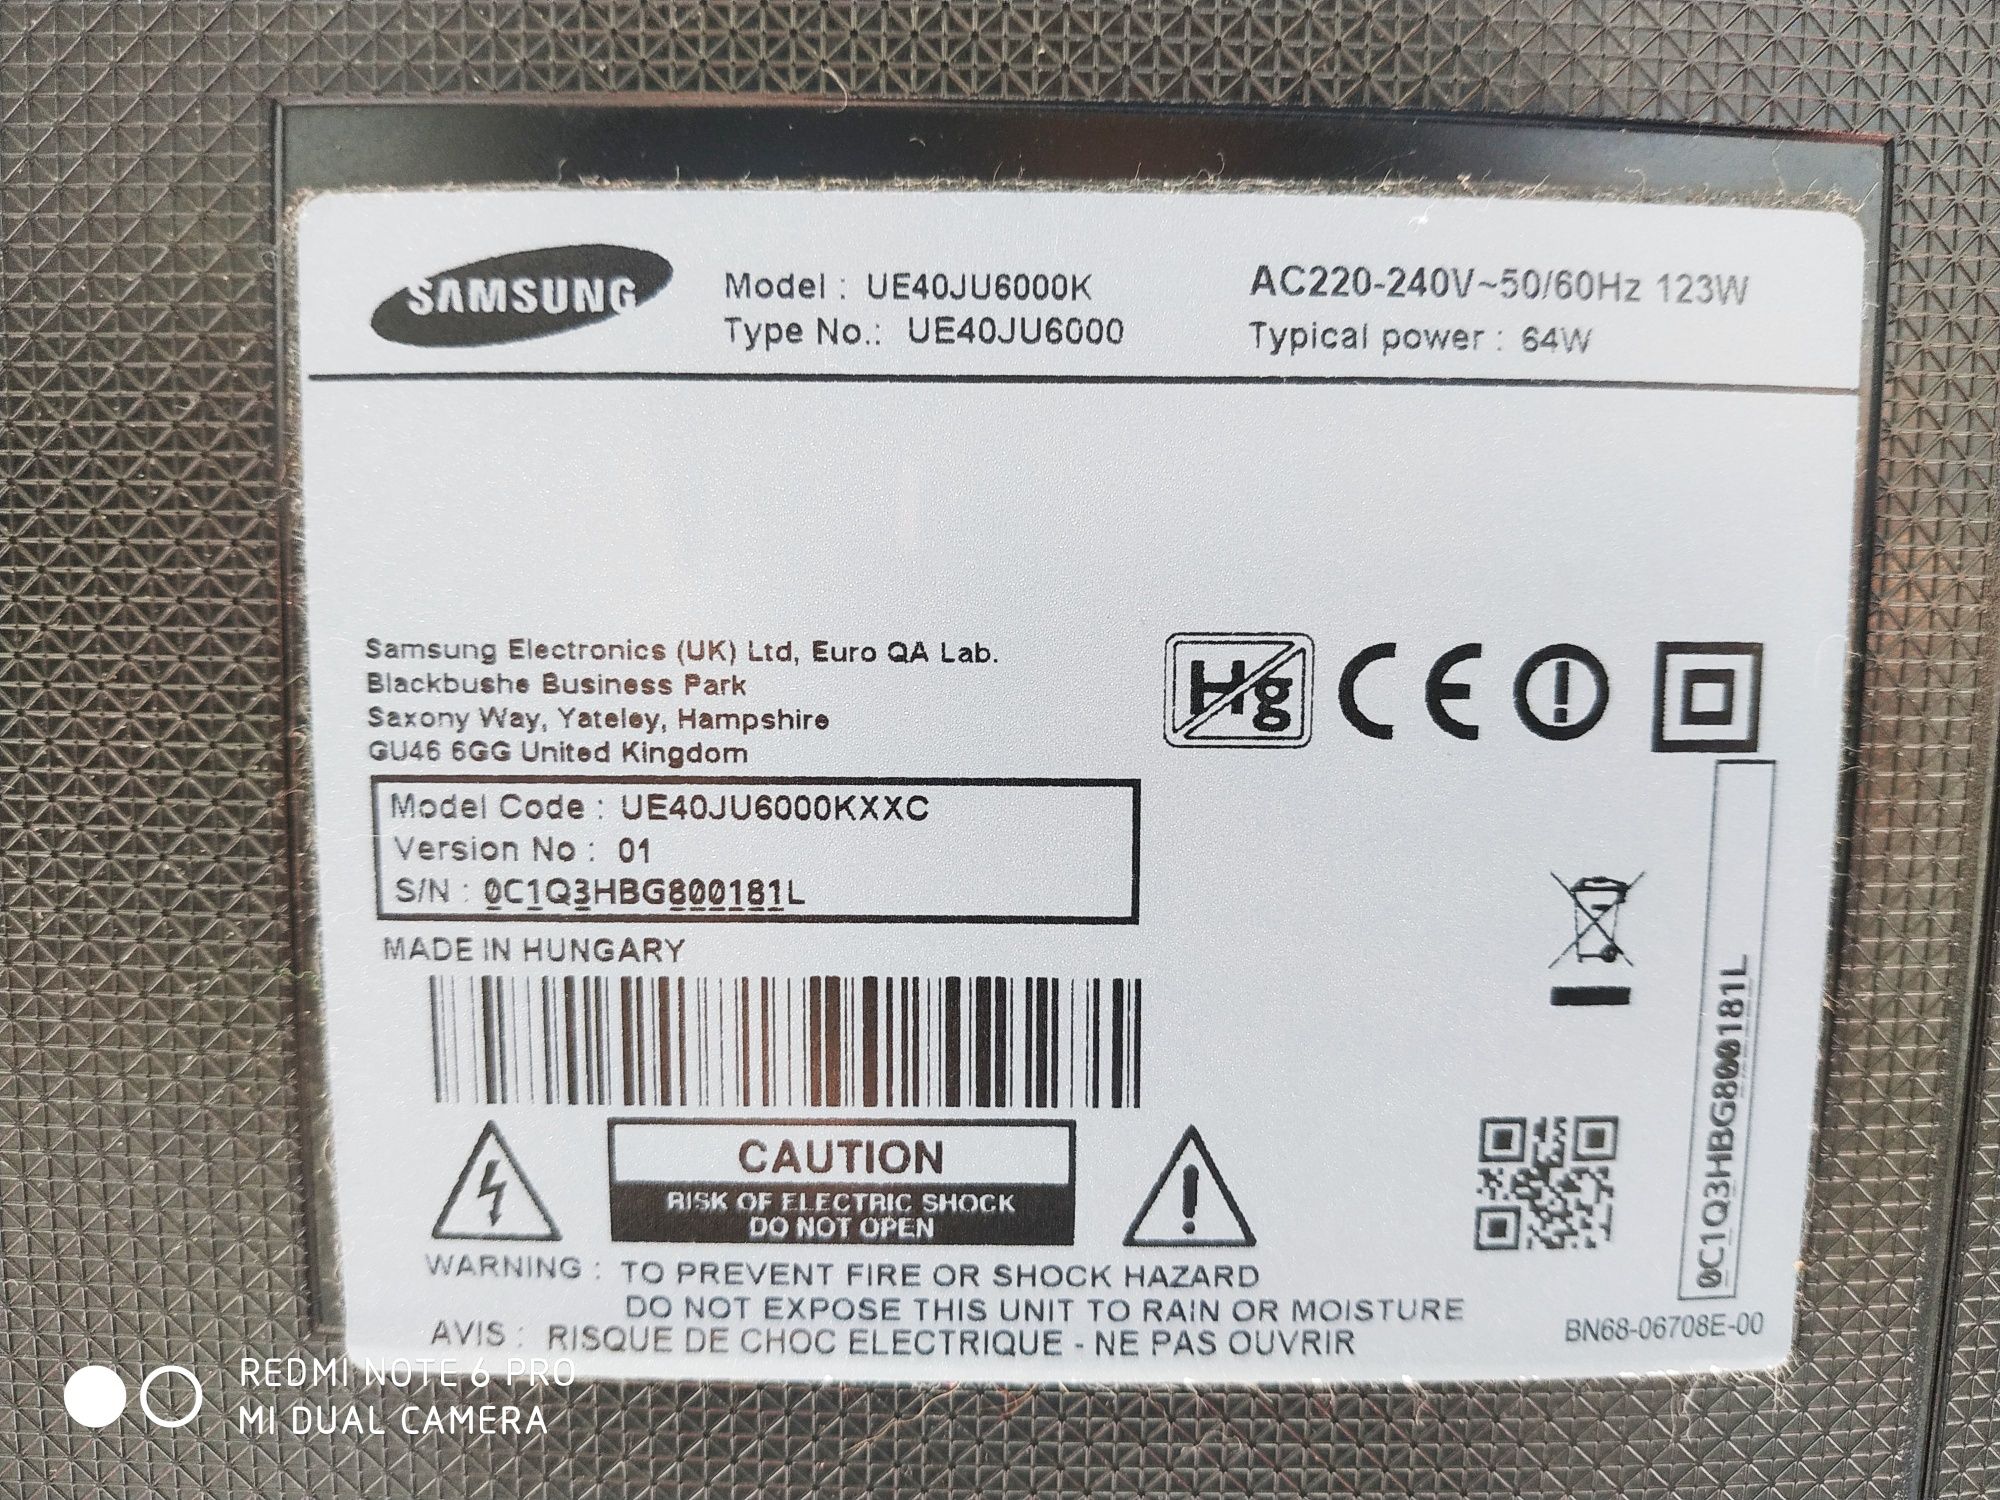 SAMSUNG
Model : UE40JU6000K
Type No.: UE40JU6000
AC220-240V~50/60Hz 123W
Typical power : 64W
Samsung Electronics (UK) Ltd, Euro QA Lab.
Blackbushe Business Park
Saxony Way, Yateley, Hampshire
GU46 6GG United Kingdom
Hg
CE
Model Code : UE40JU6000KXXC
Version No : 01
S/N : 0C1Q3HBG800181L
MADE IN HUNGARY
0C1Q3HBG800181L
CAUTION
RISK OF ELECTRIC SHOCK
DO NOT OPEN
WARNING : TO PREVENT FIRE OR SHOCK HAZARD
DO NOT EXPOSE THIS UNIT TO RAIN OR MOISTURE
AVIS : RISQUE DE CHOC ELECTRIQUE - NE PAS OUVRIR
BN68-06708E-00
REDMI NOTE 6 PRO
MI DUAL CAMERA